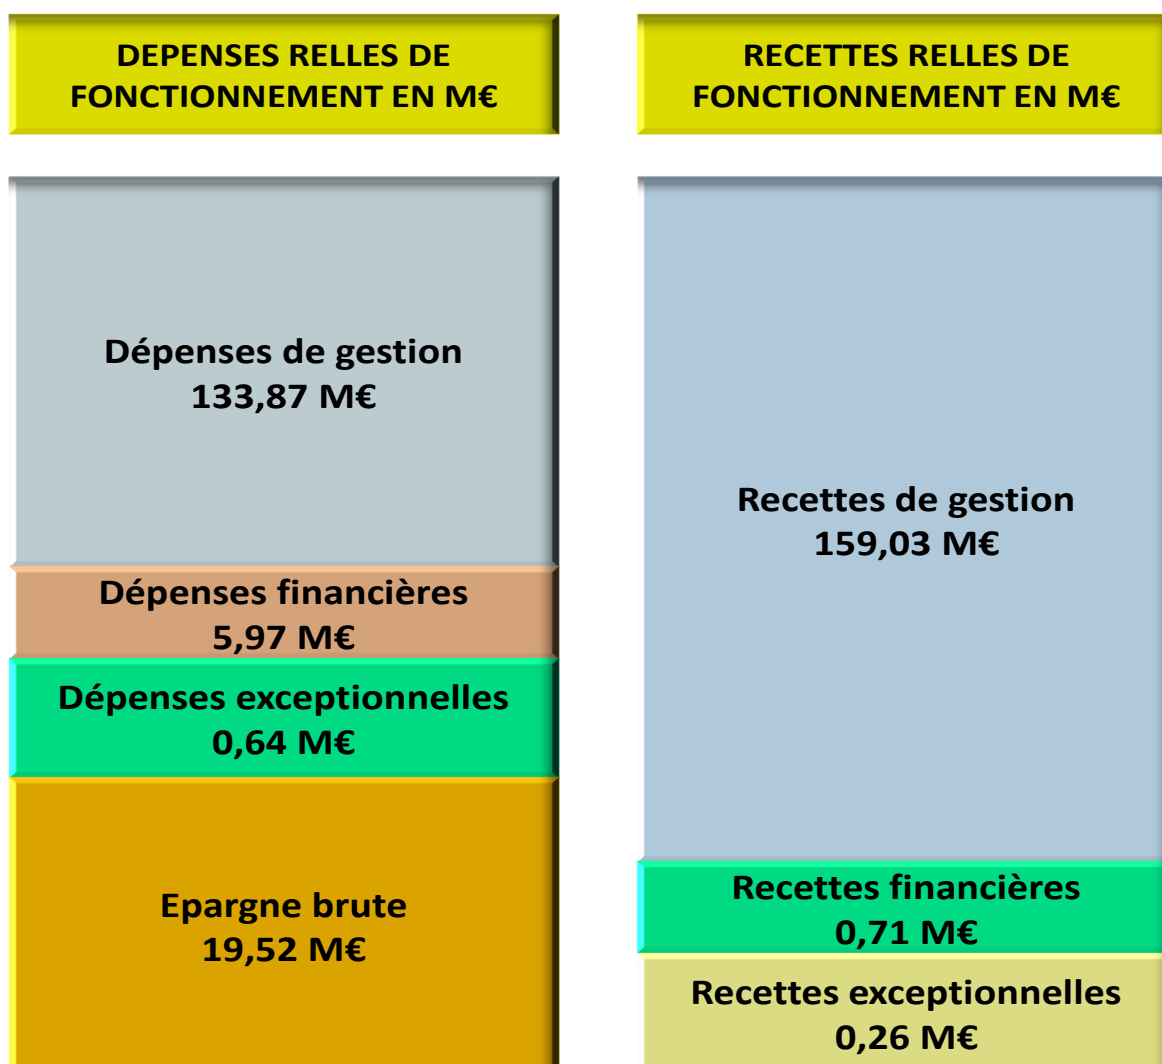 DEPENSES RELLES DE
FONCTIONNEMENT EN M€
Dépenses de gestion
133,87 M€
Dépenses financières
5,97 M€
Dépenses exceptionnelles
0,64 M€
Epargne brute
19,52 M€
RECETTES RELLES DE
FONCTIONNEMENT EN M€
Recettes de gestion
159,03 M€
Recettes financières
0,71 M€
Recettes exceptionnelles
0,26 M€